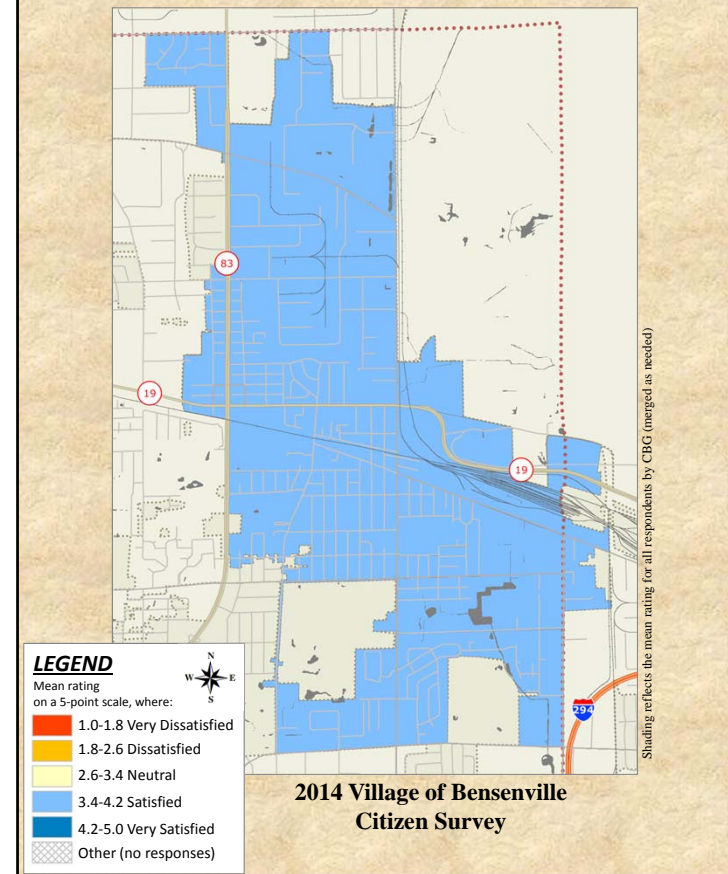 83
19
19
294
Shading reflects the mean rating for all respondents by CBG (merged as needed)
LEGEND
Mean rating
on a 5-point scale, where:
N
W E
S
1.0-1.8 Very Dissatisfied
1.8-2.6 Dissatisfied
2.6-3.4 Neutral
3.4-4.2 Satisfied
4.2-5.0 Very Satisfied
Other (no responses)
2014 Village of Bensenville
Citizen Survey